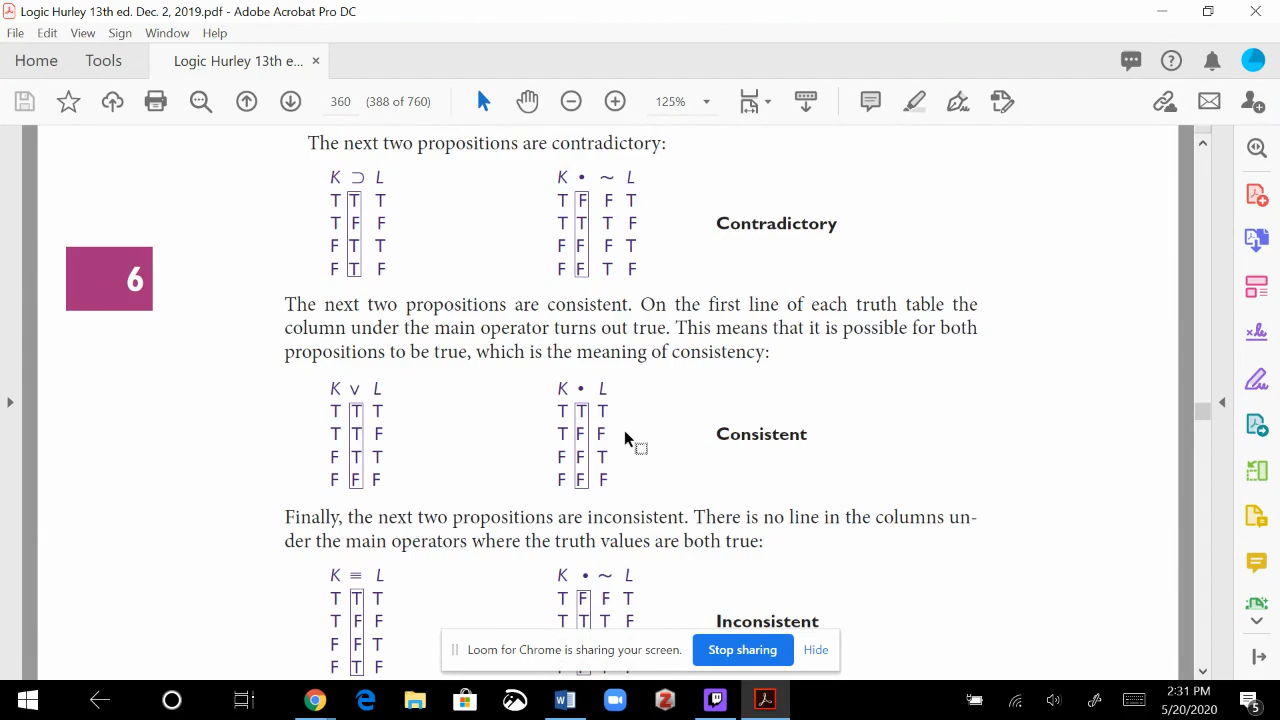 Logic Hurley 13th ed. Dec. 2, 2019.pdf - Adobe Acrobat Pro DC
File Edit View Sign Window Help
Home Tools Logic Hurley 13th e... ×
360 (388 of 760) 125%
The next two propositions are contradictory:
K ⊃ L K • ~ L
T T T T F F T
T F F T T T F Contradictory
F T T F F F T
F T F F F T F
6
The next two propositions are consistent. On the first line of each truth table the
column under the main operator turns out true. This means that it is possible for both
propositions to be true, which is the meaning of consistency:
K ∨ L K • L
T T T T T T
T T F T F F Consistent
F T T F F T
F F F F F F
Finally, the next two propositions are inconsistent. There is no line in the columns un-
der the main operators where the truth values are both true:
K ≡ L K • ~ L
T T T T F F T
T F F T T T F Inconsistent
F F T
F T F
Loom for Chrome is sharing your screen. Stop sharing Hide
2:31 PM
5/20/2020
5